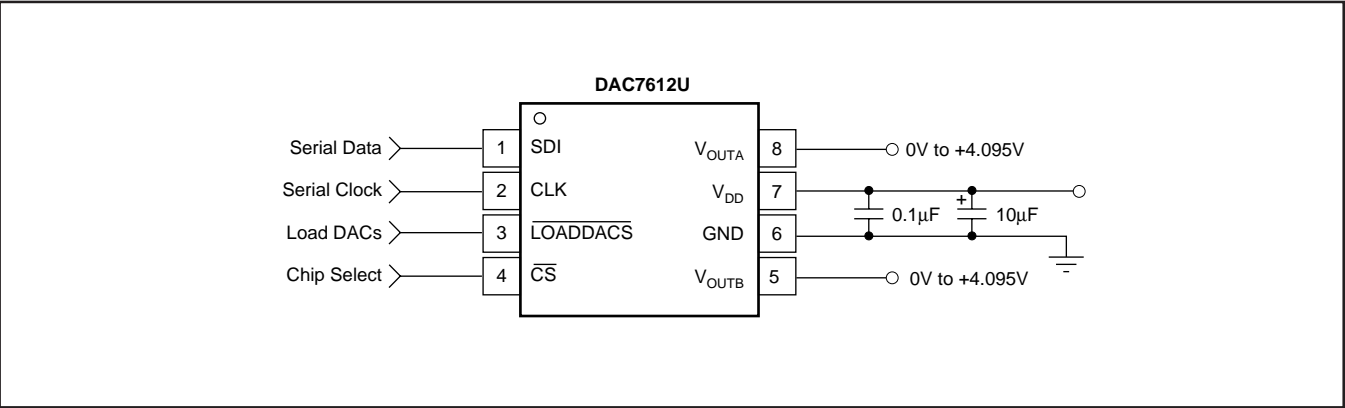 DAC7612U
Serial Data 1 SDI
Serial Clock 2 CLK
Load DACs 3 LOADDACS
Chip Select 4 CS
VOUTA 8 0V to +4.095V
VDD 7
+ 0.1µF 10µF
GND 6
VOUTB 5 0V to +4.095V